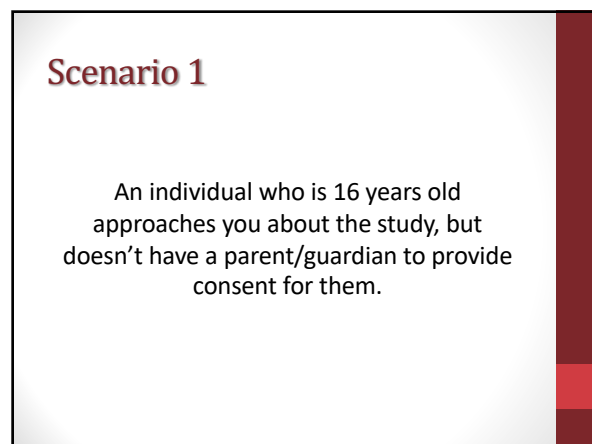 Scenario 1
An individual who is 16 years old
approaches you about the study, but
doesn’t have a parent/guardian to provide
consent for them.